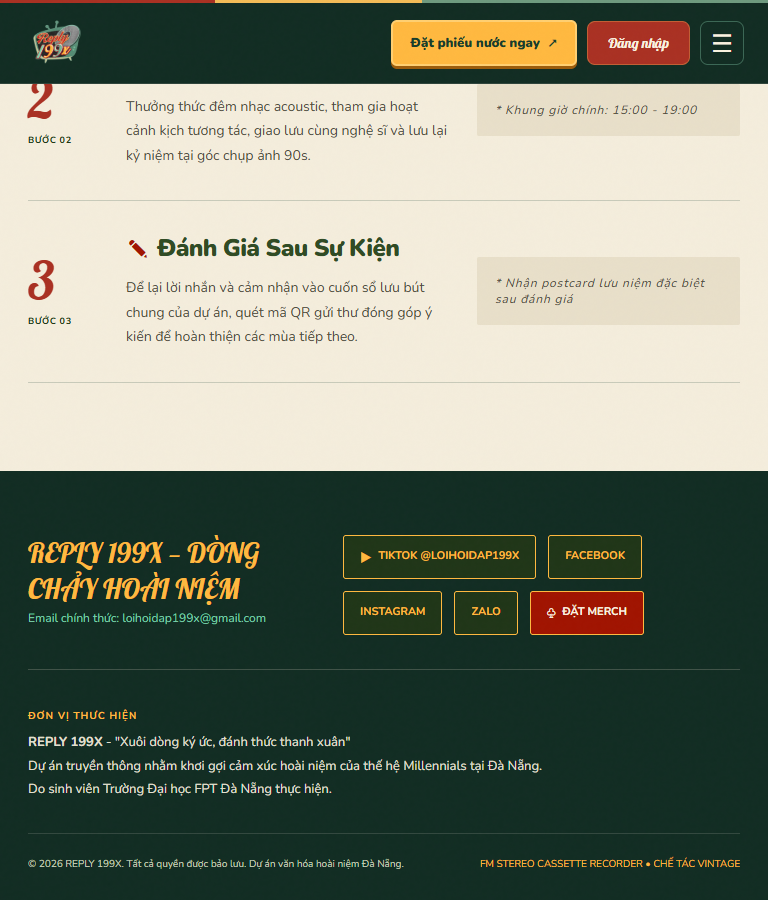 Reply 199x
Đặt phiếu nước ngay ↗
Đăng nhập
2
BƯỚC 02
Thưởng thức đêm nhạc acoustic, tham gia hoạt
cảnh kịch tương tác, giao lưu cùng nghệ sĩ và lưu lại
kỷ niệm tại góc chụp ảnh 90s.
* Khung giờ chính: 15:00 - 19:00
3
BƯỚC 03
Đánh Giá Sau Sự Kiện
Để lại lời nhắn và cảm nhận vào cuốn sổ lưu bút
chung của dự án, quét mã QR gửi thư đóng góp ý
kiến để hoàn thiện các mùa tiếp theo.
* Nhận postcard lưu niệm đặc biệt
sau đánh giá
REPLY 199X – DÒNG
CHẢY HOÀI NIỆM
Email chính thức: loihoidap199x@gmail.com
▶ TIKTOK @LOIHOIDAP199X
FACEBOOK
INSTAGRAM
ZALO
♧ ĐẶT MERCH
ĐƠN VỊ THỰC HIỆN
REPLY 199X - "Xuôi dòng ký ức, đánh thức thanh xuân"
Dự án truyền thông nhằm khơi gợi cảm xúc hoài niệm của thế hệ Millennials tại Đà Nẵng.
Do sinh viên Trường Đại học FPT Đà Nẵng thực hiện.
© 2026 REPLY 199X. Tất cả quyền được bảo lưu. Dự án văn hóa hoài niệm Đà Nẵng.
FM STEREO CASSETTE RECORDER • CHẾ TÁC VINTAGE